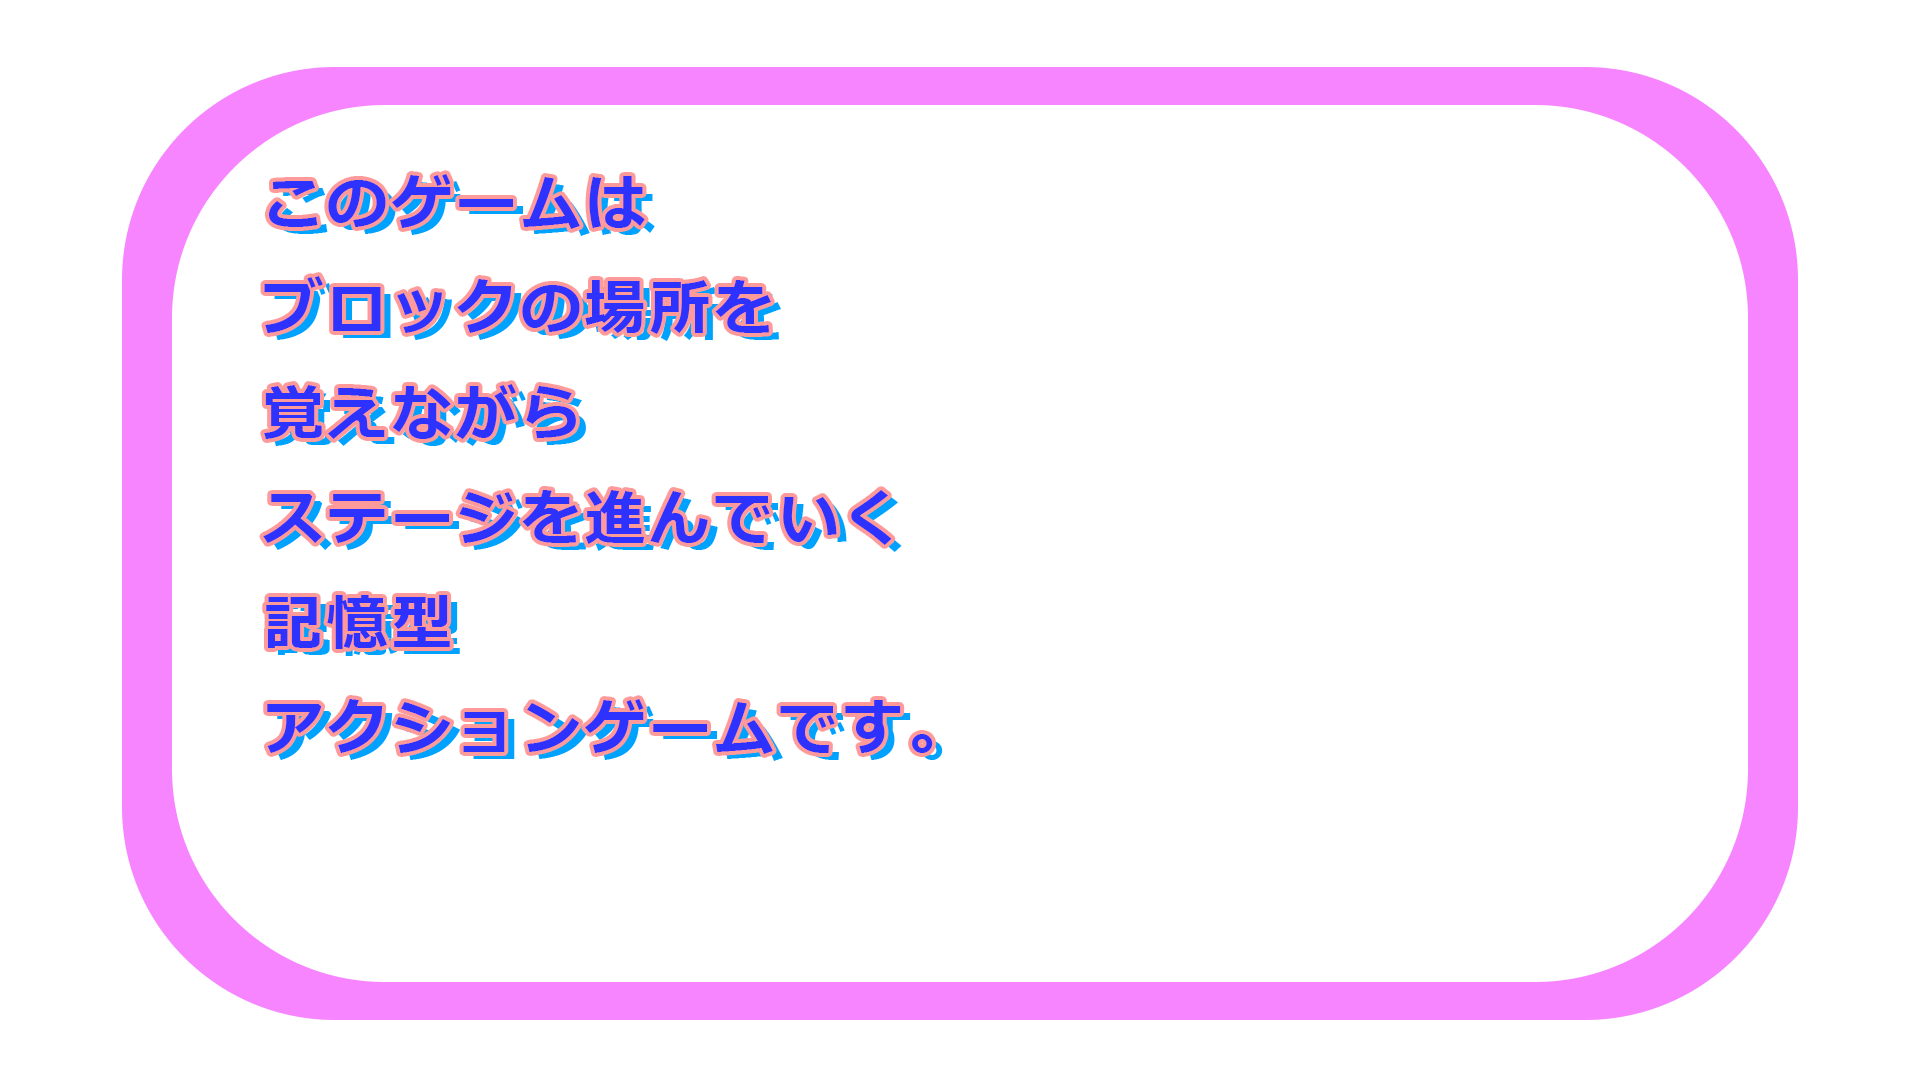 このゲームは
ブロックの場所を
覚えながら
ステージを進んでいく
記憶型
アクションゲームです。